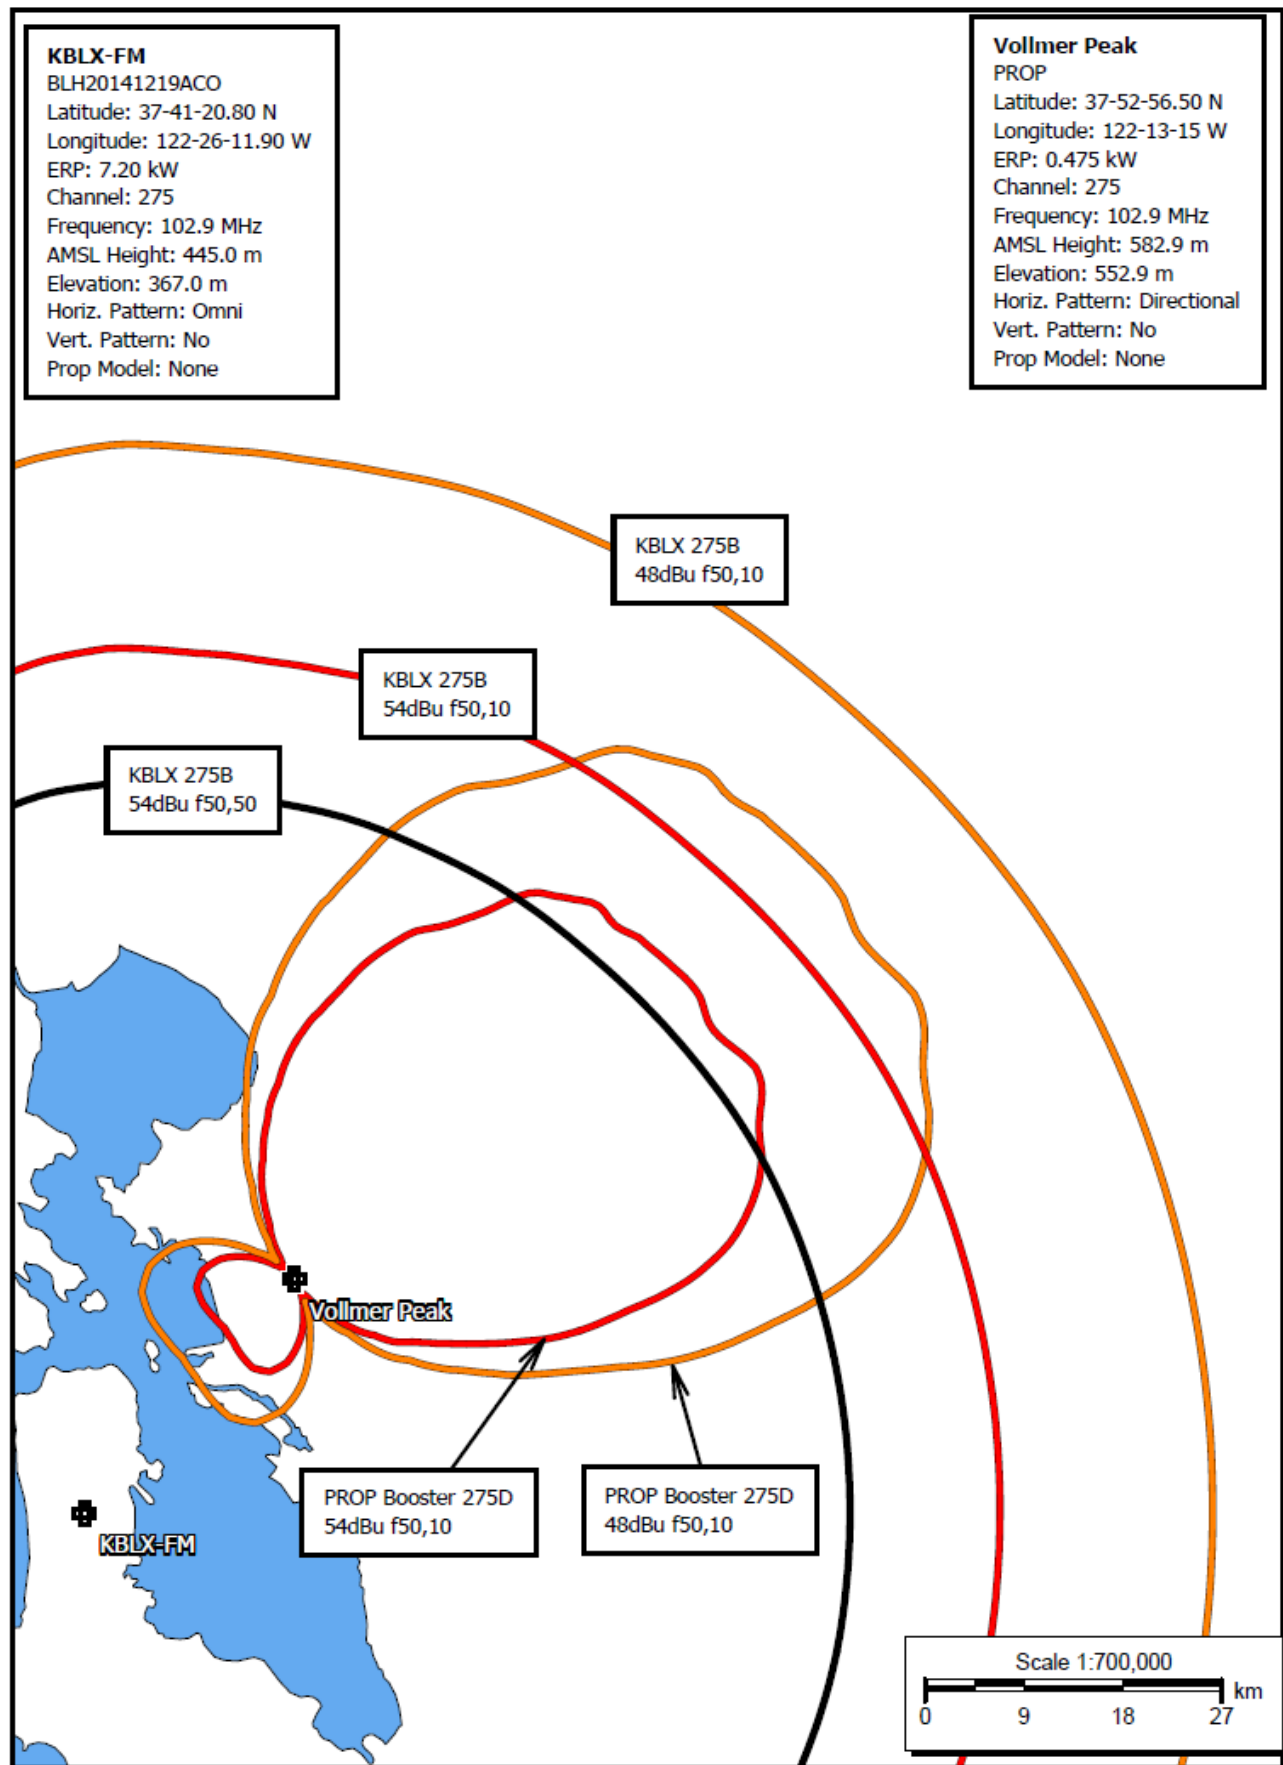 KBLX-FM
BLH20141219ACO
Latitude: 37-41-20.80 N
Longitude: 122-26-11.90 W
ERP: 7.20 kW
Channel: 275
Frequency: 102.9 MHz
AMSL Height: 445.0 m
Elevation: 367.0 m
Horiz. Pattern: Omni
Vert. Pattern: No
Prop Model: None
Vollmer Peak
PROP
Latitude: 37-52-56.50 N
Longitude: 122-13-15 W
ERP: 0.475 kW
Channel: 275
Frequency: 102.9 MHz
AMSL Height: 582.9 m
Elevation: 552.9 m
Horiz. Pattern: Directional
Vert. Pattern: No
Prop Model: None
KBLX 275B
48dBu f50,10
KBLX 275B
54dBu f50,10
KBLX 275B
54dBu f50,50
Vollmer Peak
PROP Booster 275D
54dBu f50,10
PROP Booster 275D
48dBu f50,10
KBLX-FM
Scale 1:700,000
km
0 9 18 27